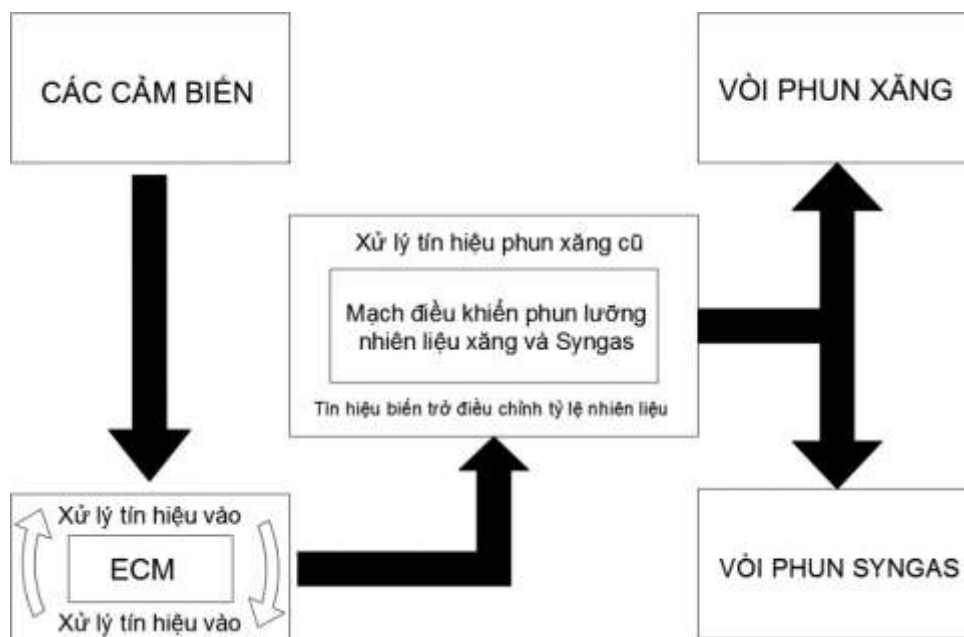 CÁC CẢM BIẾN
VÒI PHUN XĂNG
Xử lý tín hiệu phun xăng cũ
Mạch điều khiển phun lưỡng
nhiên liệu xăng và Syngas
Tín hiệu biến trở điều chỉnh tỷ lệ nhiên liệu
Xử lý tín hiệu vào
ECM
Xử lý tín hiệu vào
VÒI PHUN SYNGAS